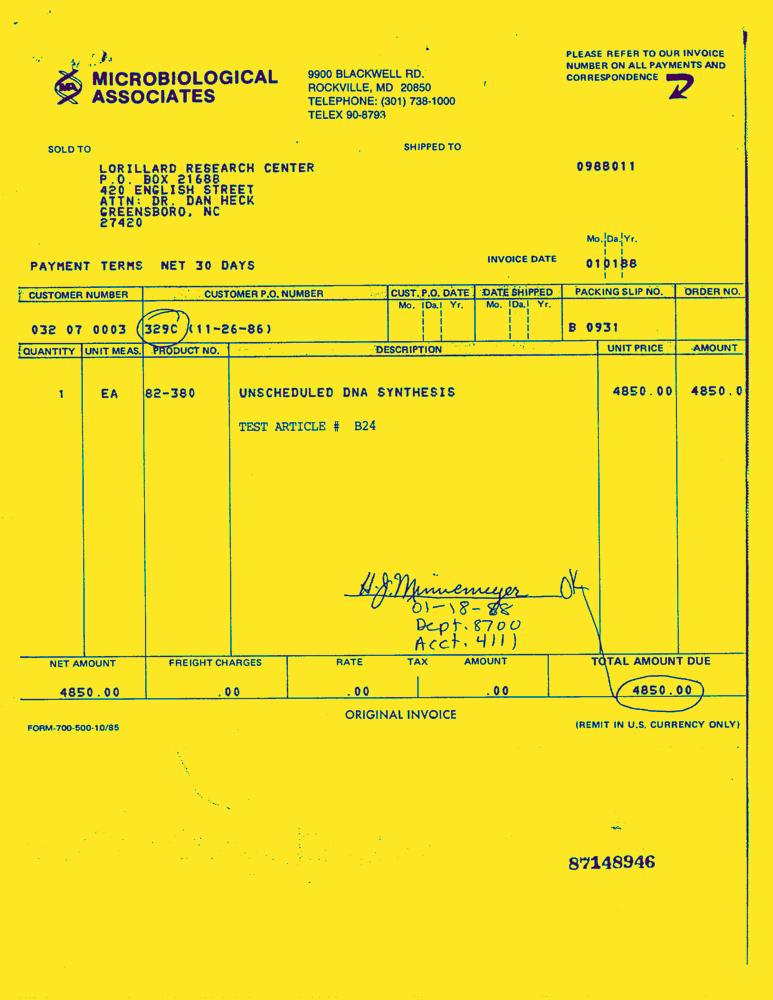 PLEASE REFER TO OUR INVOICE
NUMBER ON ALL PAYMENTS AND
CORRESPONDENCE
MICROBIOLOGICAL
ASSOCIATES
MA
9900 BLACKWELL RD.
ROCKVILLE, MD 20850
TELEPHONE: (301) 738-1000
TELEX 90-8793
SOLD TO
SHIPPED TO
LORILLARD RESEARCH CENTER
P.O. BOX 21688
420 ENGLISH STREET
ATTN: DR. DAN HECK
GREENSBORO, NC
27420
0988011
Mo. Da. Yr.
PAYMENT TERMS NET 30 DAYS
INVOICE DATE
010188
CUSTOMER NUMBER
CUSTOMER P.O. NUMBER
CUST. P.O. DATE
DATE SHIPPED
PACKING SLIP NO.
ORDER NO.
Mo. Da. Yr.
Mo. Da. Yr.
032 07 0003
329C (11-26-86)
B 0931
QUANTITY
UNIT MEAS.
PRODUCT NO.
DESCRIPTION
UNIT PRICE
AMOUNT
1
EA
82-380
UNSCHEDULED DNA SYNTHESIS
4850.00
4850.0
TEST ARTICLE # B24
H.J. Minnemeyer
OK
01-18-88
Dept. 8700
Acct. 4111
NET AMOUNT
FREIGHT CHARGES
RATE
TAX
AMOUNT
TOTAL AMOUNT DUE
4850.00
.00
.00
.00
4850.00
ORIGINAL INVOICE
FORM-700-500-10/85
(REMIT IN U.S. CURRENCY ONLY)
87148946